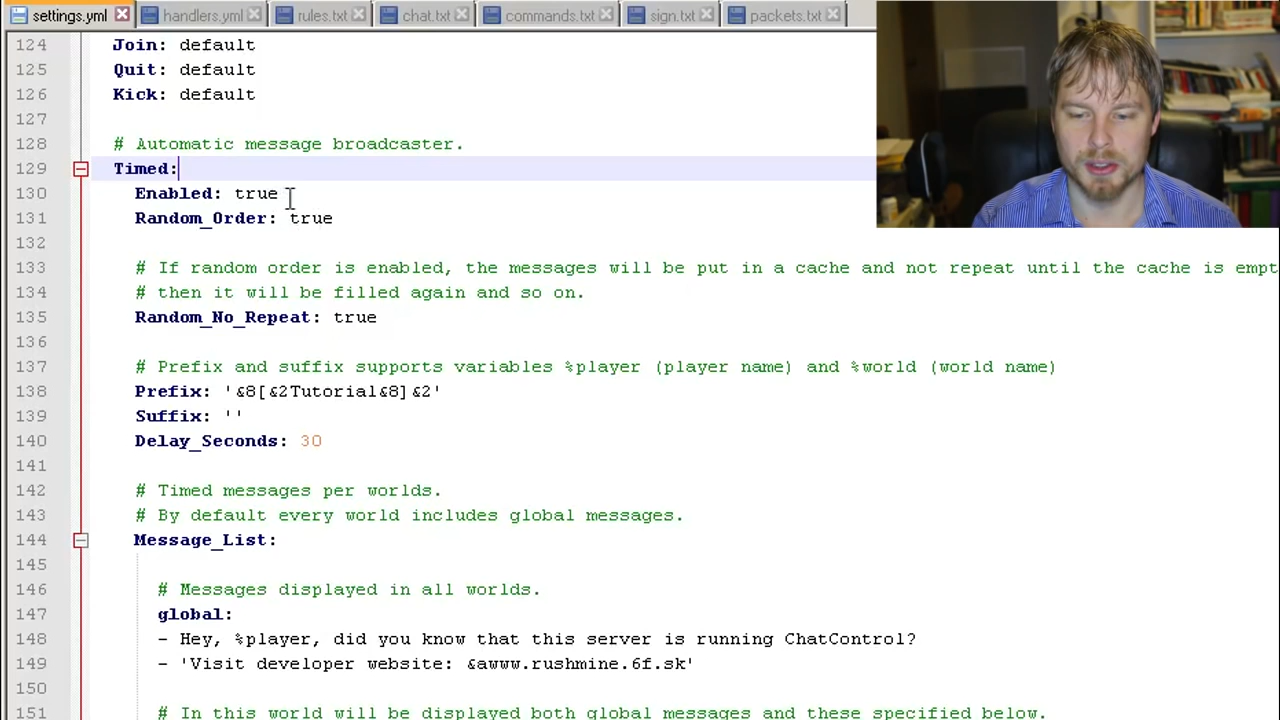 settings.yml handlers.yml rules.txt chat.txt commands.txt sign.txt packets.txt
124 Join: default
125 Quit: default
126 Kick: default
127
128 # Automatic message broadcaster.
129 Timed:
130 Enabled: true
131 Random_Order: true
132
133 # If random order is enabled, the messages will be put in a cache and not repeat until the cache is empt
134 # then it will be filled again and so on.
135 Random_No_Repeat: true
136
137 # Prefix and suffix supports variables %player (player name) and %world (world name)
138 Prefix: '&8[&2Tutorial&8]&2'
139 Suffix: ''
140 Delay_Seconds: 30
141
142 # Timed messages per worlds.
143 # By default every world includes global messages.
144 Message_List:
145
146 # Messages displayed in all worlds.
147 global:
148 - Hey, %player, did you know that this server is running ChatControl?
149 - 'Visit developer website: &awww.rushmine.6f.sk'
150
151 # In this world will be displayed both global messages and these specified below.